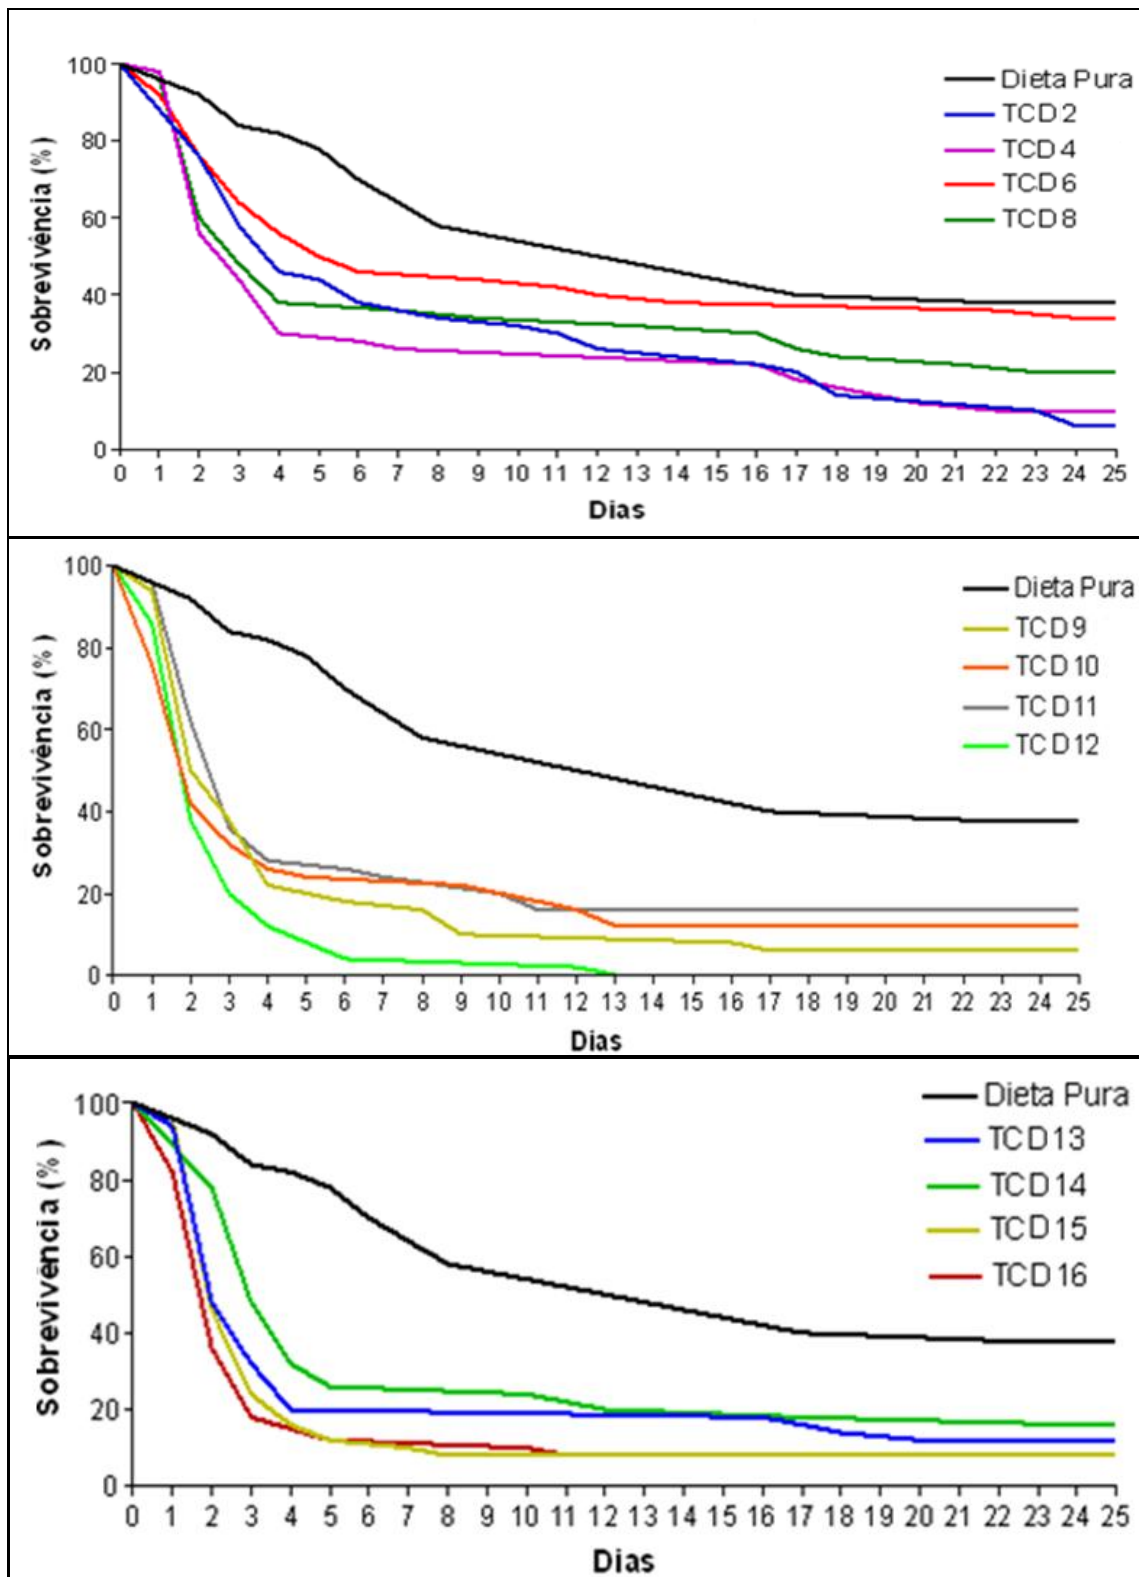 100
80
60
40
20
0
Sobrevivência (%)
0 1 2 3 4 5 6 7 8 9 10 11 12 13 14 15 16 17 18 19 20 21 22 23 24 25
Dias
Dieta Pura
TCD 2
TCD 4
TCD 6
TCD 8
100
80
60
40
20
0
Sobrevivência (%)
0 1 2 3 4 5 6 7 8 9 10 11 12 13 14 15 16 17 18 19 20 21 22 23 24 25
Dias
Dieta Pura
TCD 9
TCD 10
TCD 11
TCD 12
100
80
60
40
20
0
Sobrevivência (%)
0 1 2 3 4 5 6 7 8 9 10 11 12 13 14 15 16 17 18 19 20 21 22 23 24 25
Dias
Dieta Pura
TCD 13
TCD 14
TCD 15
TCD 16